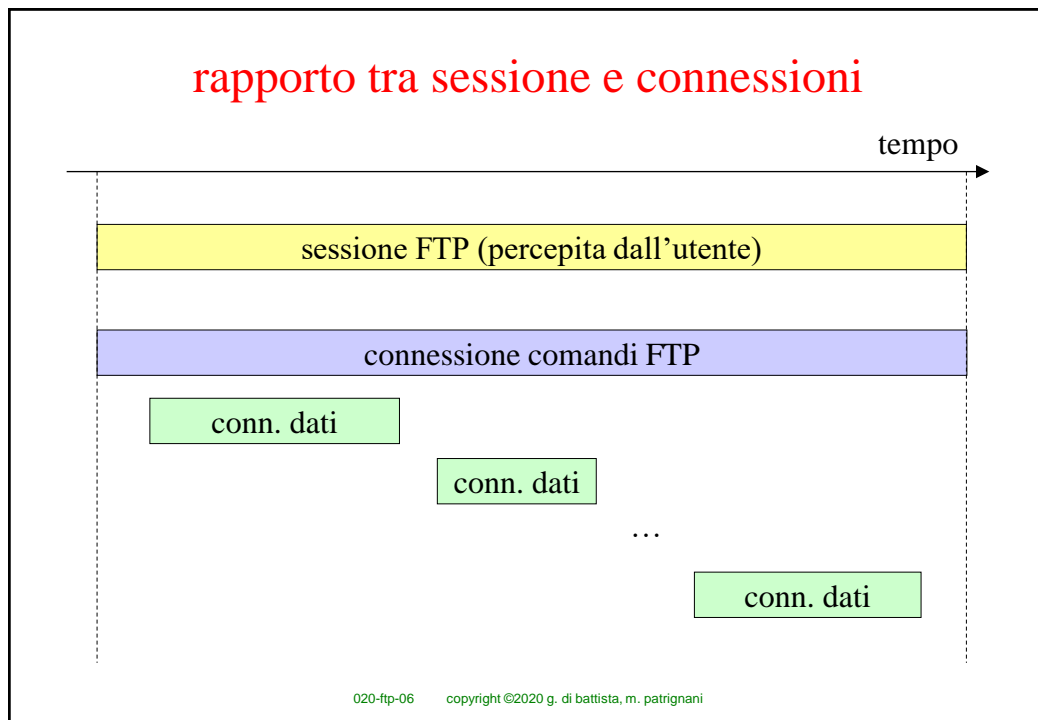 rapporto tra sessione e connessioni
tempo
sessione FTP (percepita dall’utente)
connessione comandi FTP
conn. dati
conn. dati
…
conn. dati
020-ftp-06 copyright ©2020 g. di battista, m. patrignani